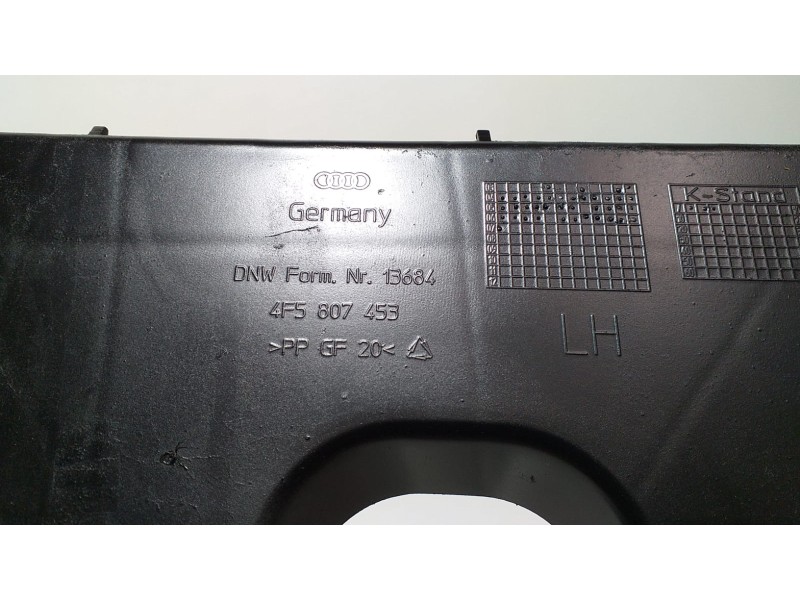 Germany
K-Stand
DNW Form. Nr. 13684
4F5 807 453
>PP GF 20<
LH